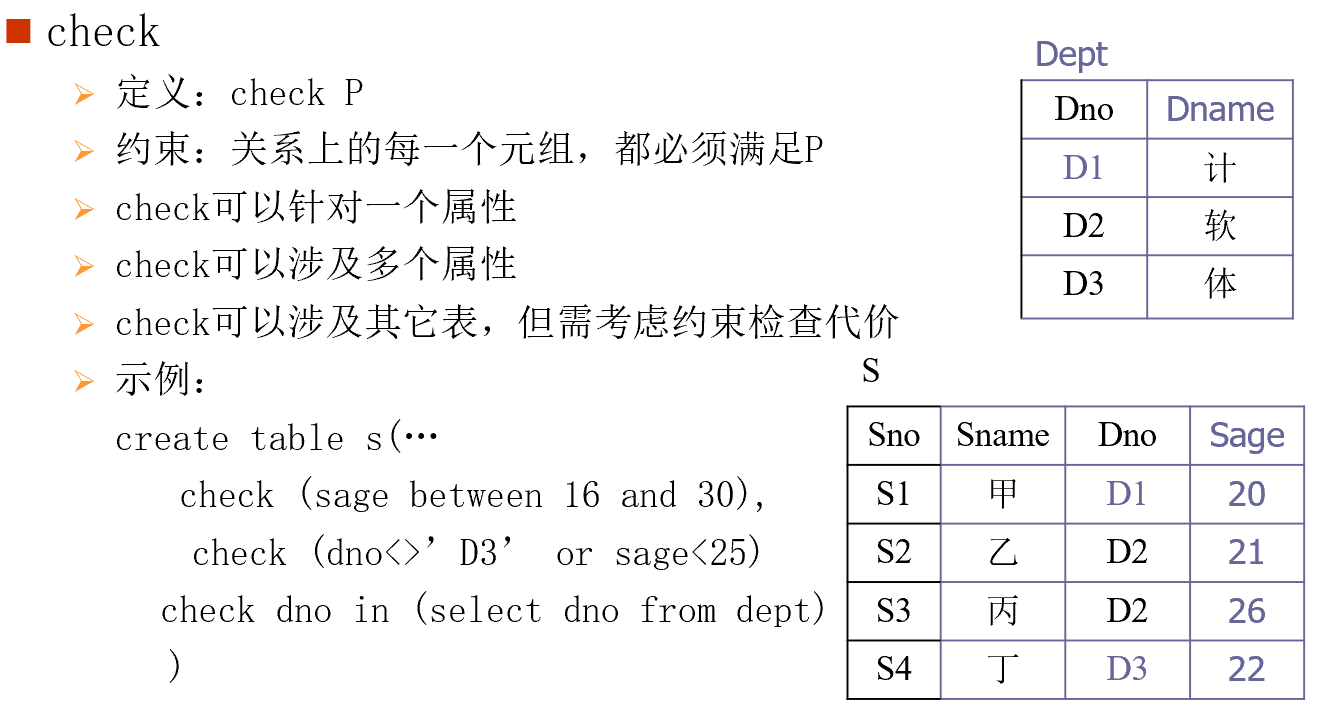 check
定义：check P
约束：关系上的每一个元组，都必须满足P
check可以针对一个属性
check可以涉及多个属性
check可以涉及其它表，但需考虑约束检查代价
示例：
create table s(…
check (sage between 16 and 30),
check (dno<>’D3’ or sage<25)
check dno in (select dno from dept)
)
Dept
Dno Dname
D1 计
D2 软
D3 体
S
Sno Sname Dno Sage
S1 甲 D1 20
S2 乙 D2 21
S3 丙 D2 26
S4 丁 D3 22